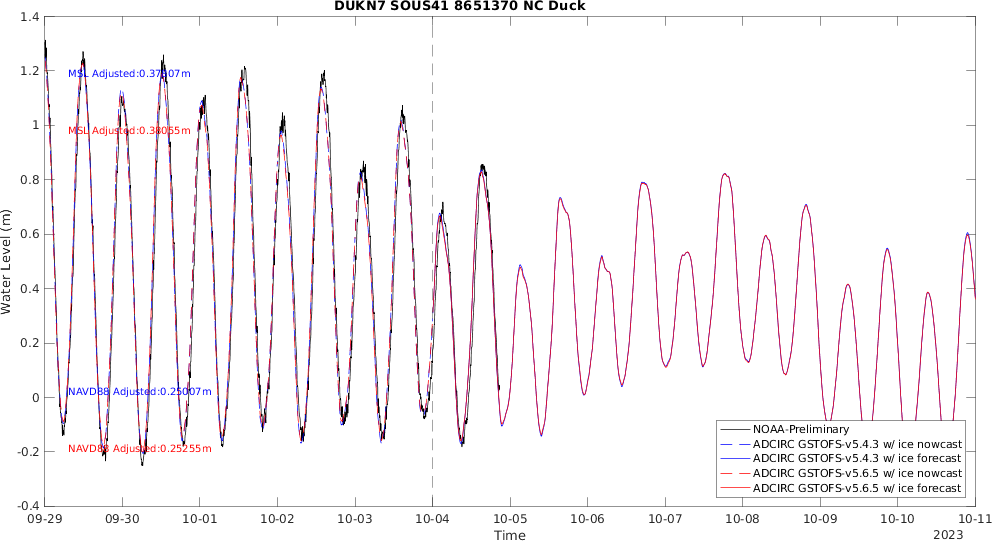 DUKN7 SOUS41 8651370 NC Duck
1.4
1.2
1
0.8
0.6
0.4
0.2
0
-0.2
-0.4
Water Level (m)
MSL Adjusted:0.37907m
MSL Adjusted:0.38055m
NAVD88 Adjusted:0.25007m
NAVD88 Adjusted:0.25255m
NOAA-Preliminary
ADCIRC GSTOFS-v5.4.3 w/ ice nowcast
ADCIRC GSTOFS-v5.4.3 w/ ice forecast
ADCIRC GSTOFS-v5.6.5 w/ ice nowcast
ADCIRC GSTOFS-v5.6.5 w/ ice forecast
09-29 09-30 10-01 10-02 10-03 10-04 10-05 10-06 10-07 10-08 10-09 10-10 10-11
Time
2023